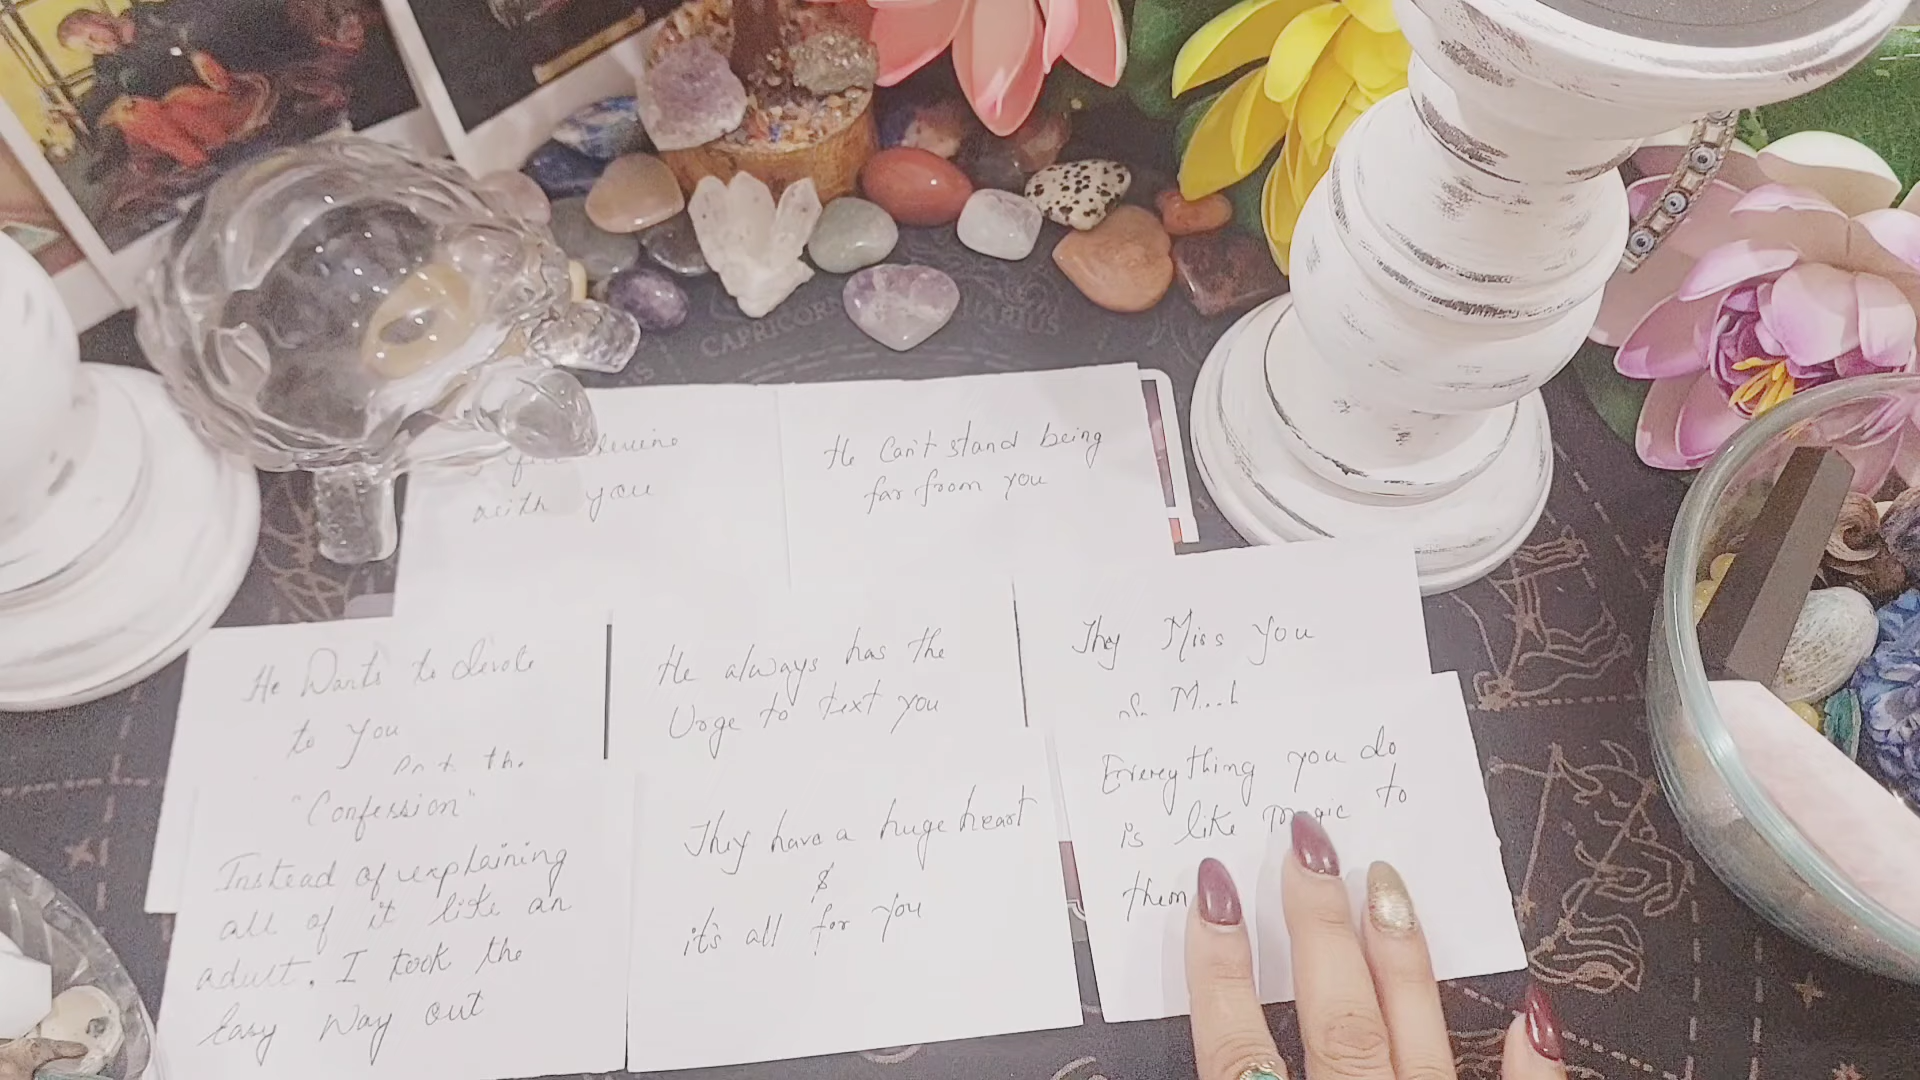 with you
He Can't stand being
far from you
He Wants to devote
to you
"Confession"
He always has the
Urge to text you
They Miss You
Evereything you do
is like Magic to
them
Instead of explaining
all of it like an
adult. I took the
Easy Way out
They have a huge heart
&
it's all for you
CAPRICORN